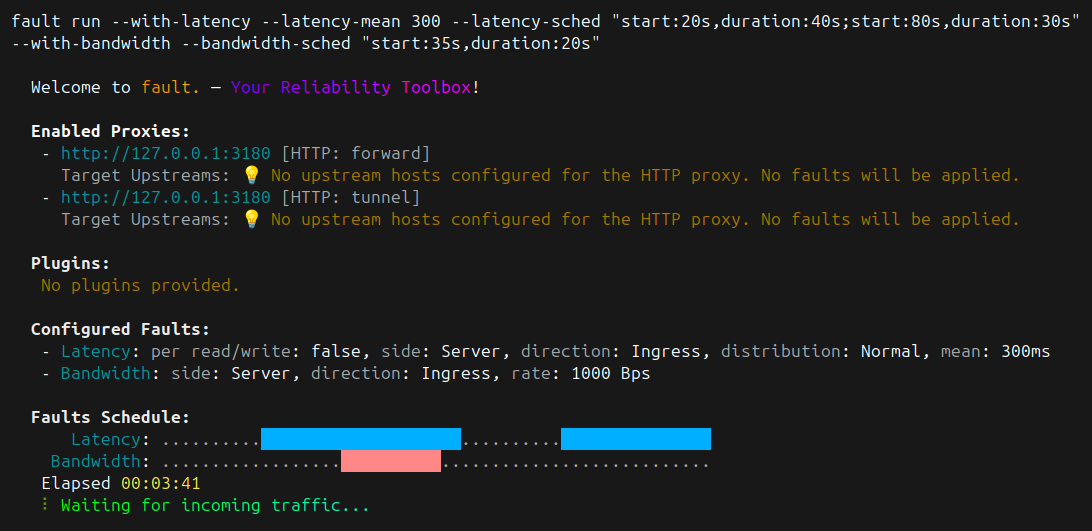 fault run --with-latency --latency-mean 300 --latency-sched "start:20s,duration:40s;start:80s,duration:30s"
--with-bandwidth --bandwidth-sched "start:35s,duration:20s"
Welcome to fault. — Your Reliability Toolbox!
Enabled Proxies:
- http://127.0.0.1:3180 [HTTP: forward]
Target Upstreams: 💡 No upstream hosts configured for the HTTP proxy. No faults will be applied.
- http://127.0.0.1:3180 [HTTP: tunnel]
Target Upstreams: 💡 No upstream hosts configured for the HTTP proxy. No faults will be applied.
Plugins:
No plugins provided.
Configured Faults:
- Latency: per read/write: false, side: Server, direction: Ingress, distribution: Normal, mean: 300ms
- Bandwidth: side: Server, direction: Ingress, rate: 1000 Bps
Faults Schedule:
Latency: .......... ..........
Bandwidth: .................. ...........................
Elapsed 00:03:41
⠇ Waiting for incoming traffic...